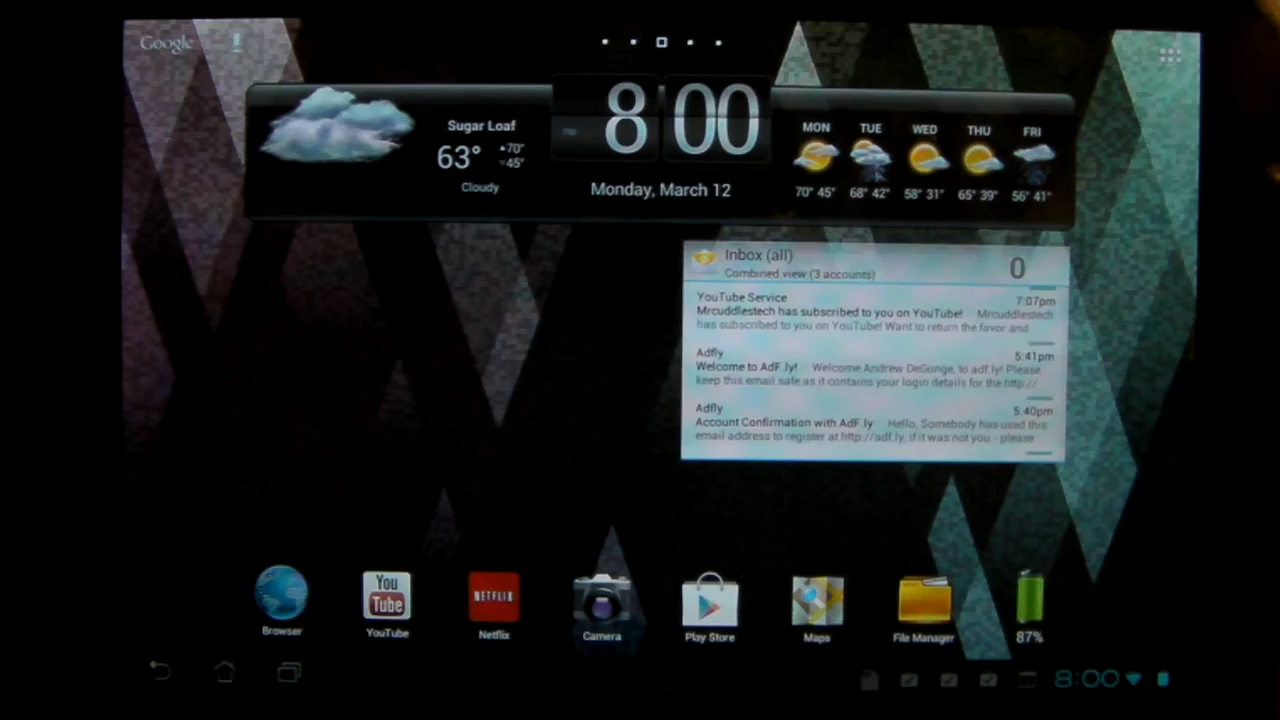 Google
8 00
PM
Sugar Loaf
63° 70°
45°
Cloudy
Monday, March 12
MON TUE WED THU FRI
70° 45° 68° 42° 58° 31° 65° 39° 56° 41°
Inbox (all)
Combined view (3 accounts)
0
YouTube Service 7:07pm
Mrcuddlestech has subscribed to you on YouTube! Mrcuddlestech
has subscribed to you on YouTube! Want to return the favor and
Adfly 5:41pm
Welcome to AdF.ly! Welcome Andrew DeGonge, to adf.ly! Please
keep this email safe as it contains your login details for the http://
Adfly 5:40pm
Account Confirmation with AdF.ly Hello, Somebody has used this
email address to register at http://adf.ly, if it was not you - please
You
Tube
NETFLIX
Browser YouTube Netflix Camera Play Store Maps File Manager 87%
8:00